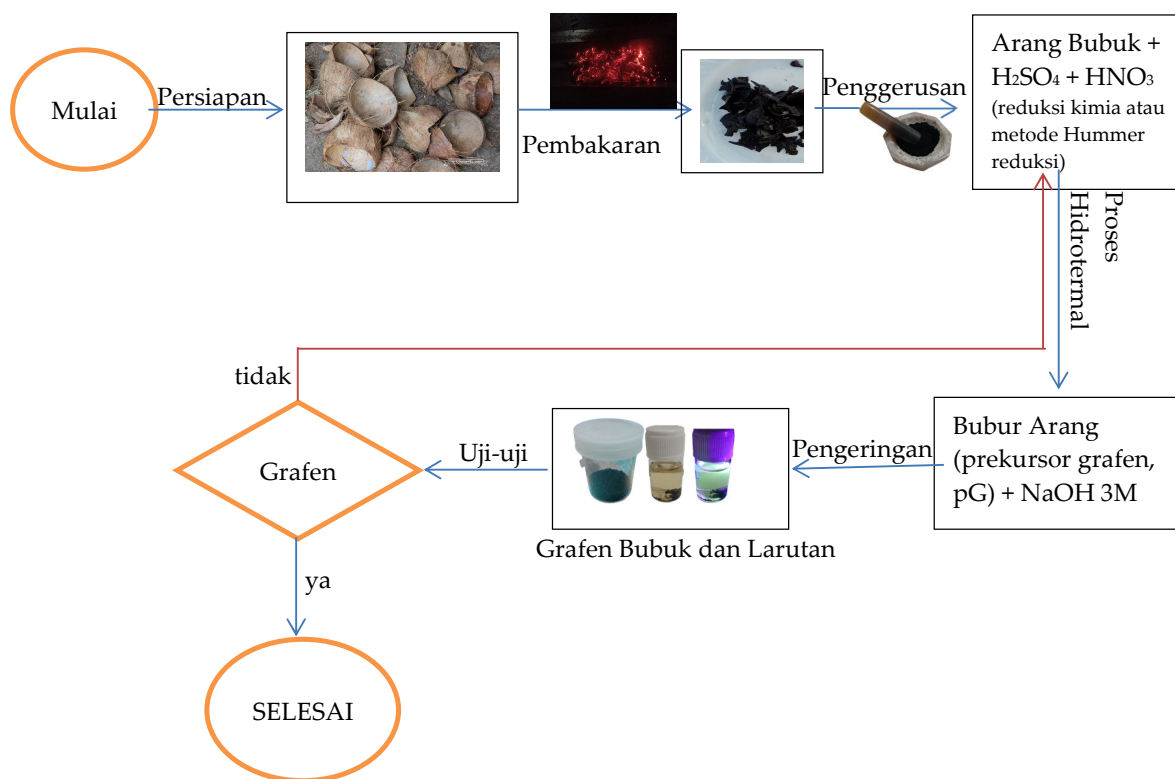 Mulai
Persiapan
Pembakaran
Penggerusan
Arang Bubuk +
H₂SO₄ + HNO₃
(reduksi kimia atau
metode Hummer
reduksi)
Proses
Hidrotermal
Bubur Arang
(prekursor grafen,
pG) + NaOH 3M
Pengeringan
Grafen Bubuk dan Larutan
Uji-uji
Grafen
tidak
ya
SELESAI